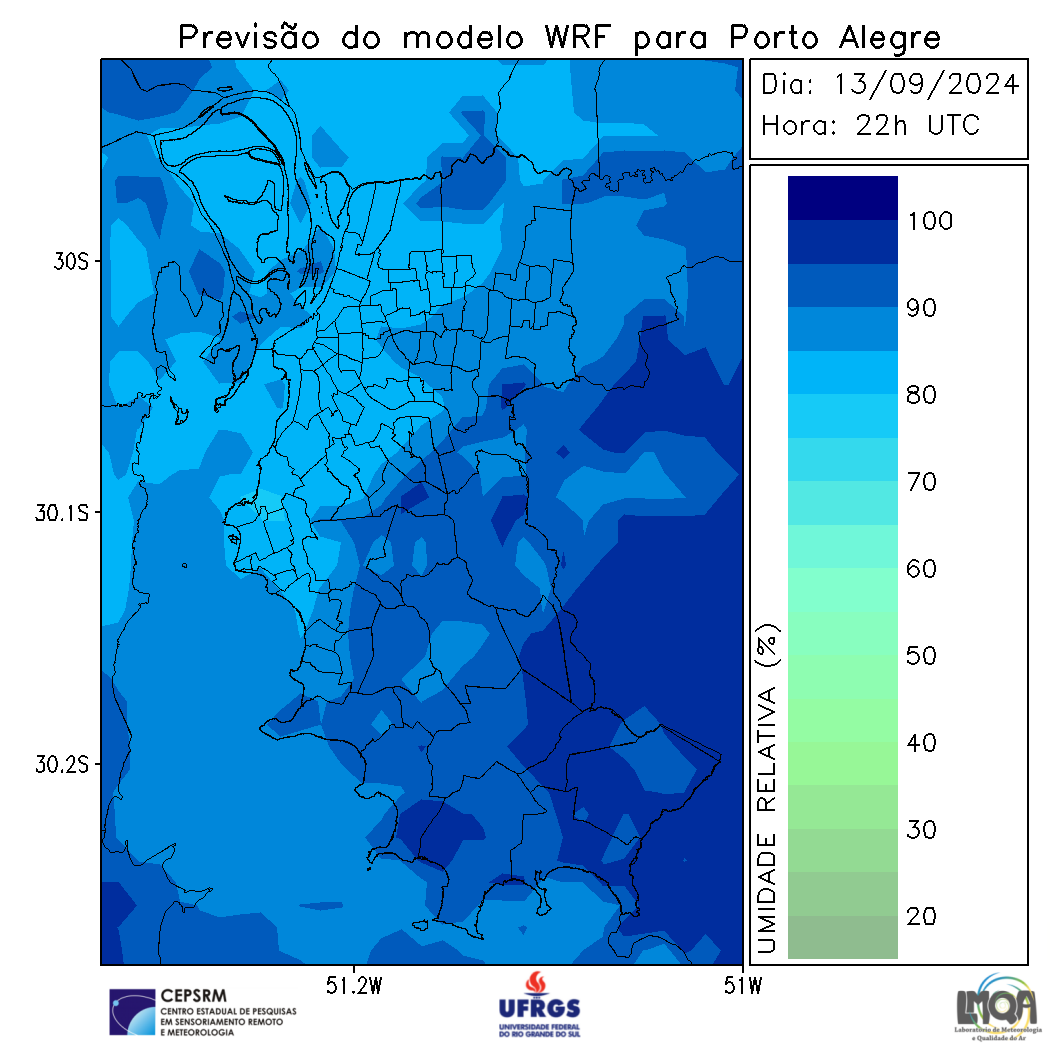 Previsão do modelo WRF para Porto Alegre
Dia: 13/09/2024
Hora: 22h UTC
30S
30.1S
30.2S
51.2W
51W
UMIDADE RELATIVA (%)
100
90
80
70
60
50
40
30
20
CEPSRM
CENTRO ESTADUAL DE PESQUISAS
EM SENSORIAMENTO REMOTO
E METEOROLOGIA
UFRGS
UNIVERSIDADE FEDERAL
DO RIO GRANDE DO SUL
LMQA
Laboratório de Meteorologia
e Qualidade do Ar